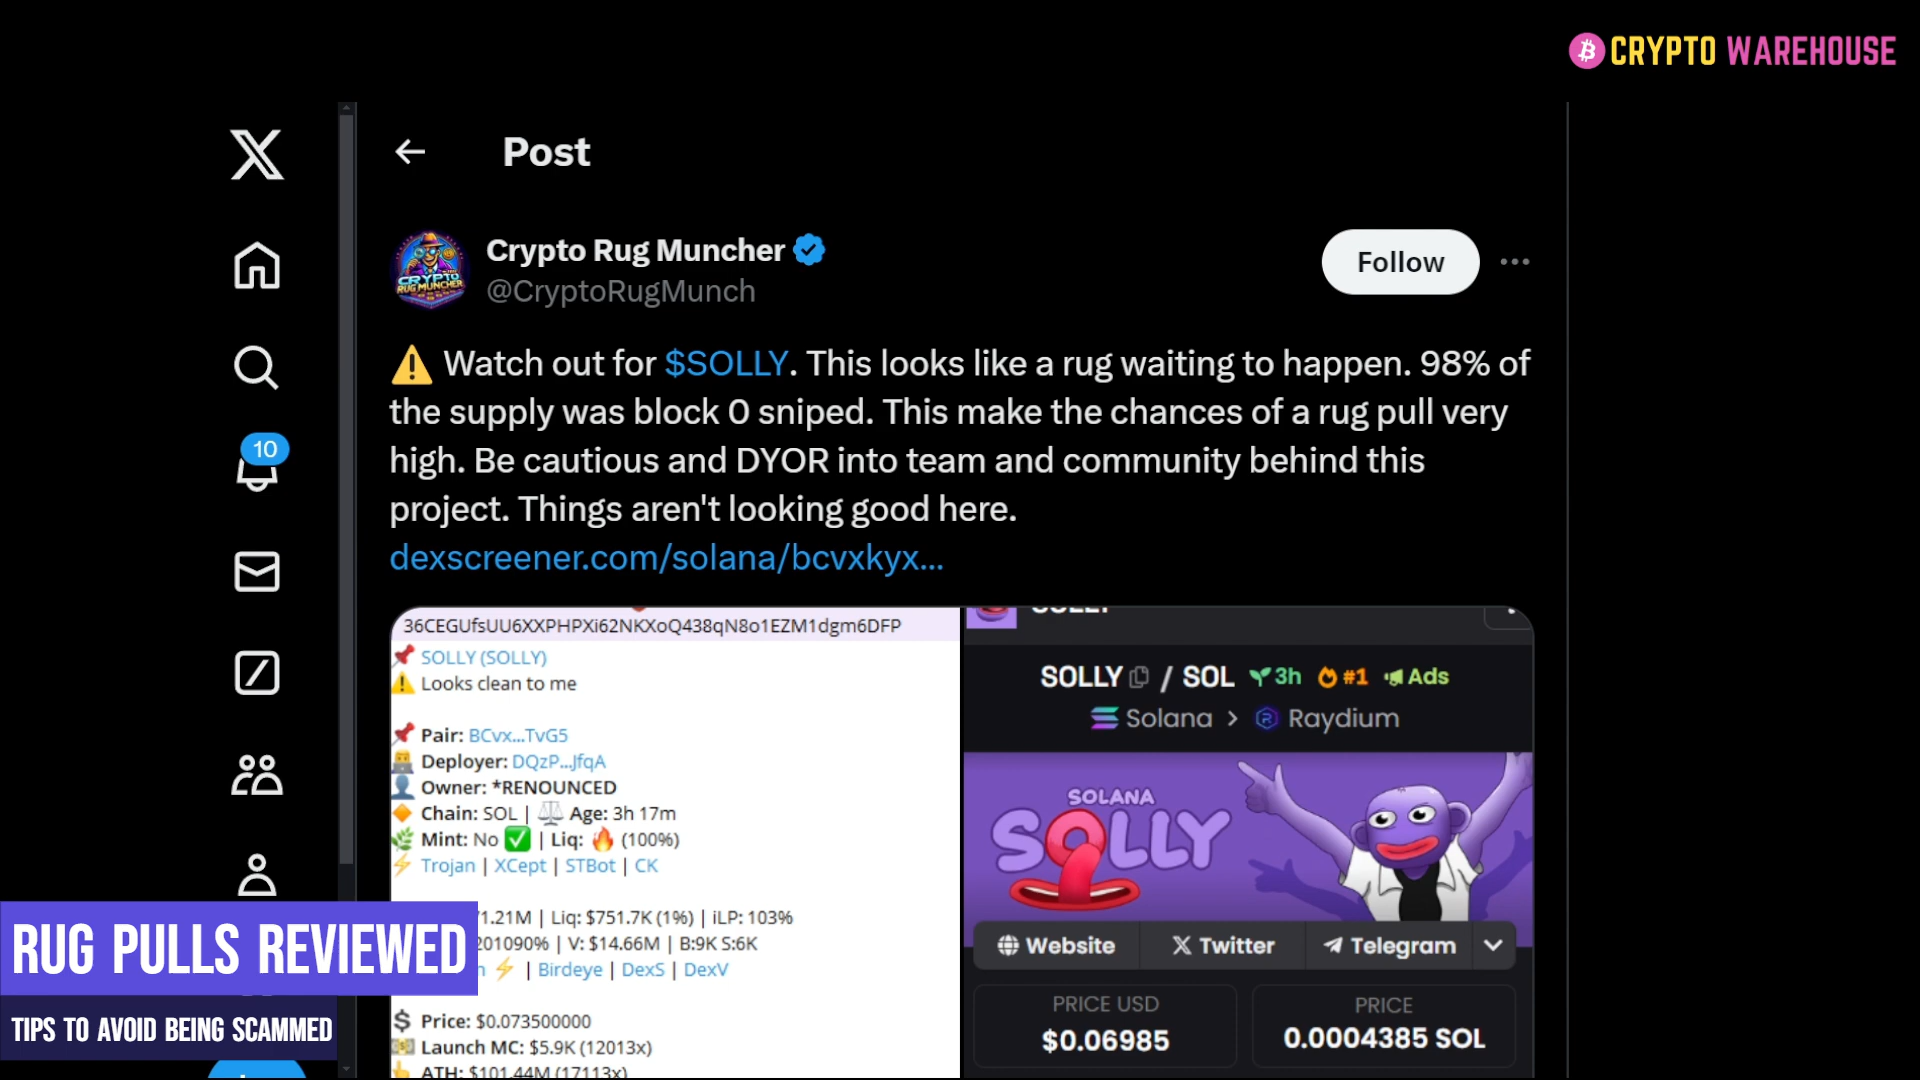 CRYPTO WAREHOUSE
Post
Crypto Rug Muncher
@CryptoRugMunch
Follow
10
⚠️ Watch out for $SOLLY. This looks like a rug waiting to happen. 98% of
the supply was block 0 sniped. This make the chances of a rug pull very
high. Be cautious and DYOR into team and community behind this
project. Things aren't looking good here.
dexscreener.com/solana/bcvxkyx...
36CEGUfsUU6XXPHPXi62NKXoQ438qN8o1EZM1dgm6DFP
SOLLY (SOLLY)
Looks clean to me
Pair: BCvx...TvG5
Deployer: DQzP...JfqA
Owner: *RENOUNCED
Chain: SOL | Age: 3h 17m
Mint: No ✅ | Liq: 🔥 (100%)
Trojan | XCept | STBot | CK
1.21M | Liq: $751.7K (1%) | iLP: 103%
201090% | V: $14.66M | B:9K S:6K
| Birdeye | DexS | DexV
Price: $0.073500000
Launch MC: $5.9K (12013x)
ATH: $101.44M (17113x)
SOLLY
SOLLY / SOL 3h #1 Ads
Solana > Raydium
SOLANA
SOLLY
Website
Twitter
Telegram
PRICE USD
$0.06985
PRICE
0.0004385 SOL
RUG PULLS REVIEWED
TIPS TO AVOID BEING SCAMMED